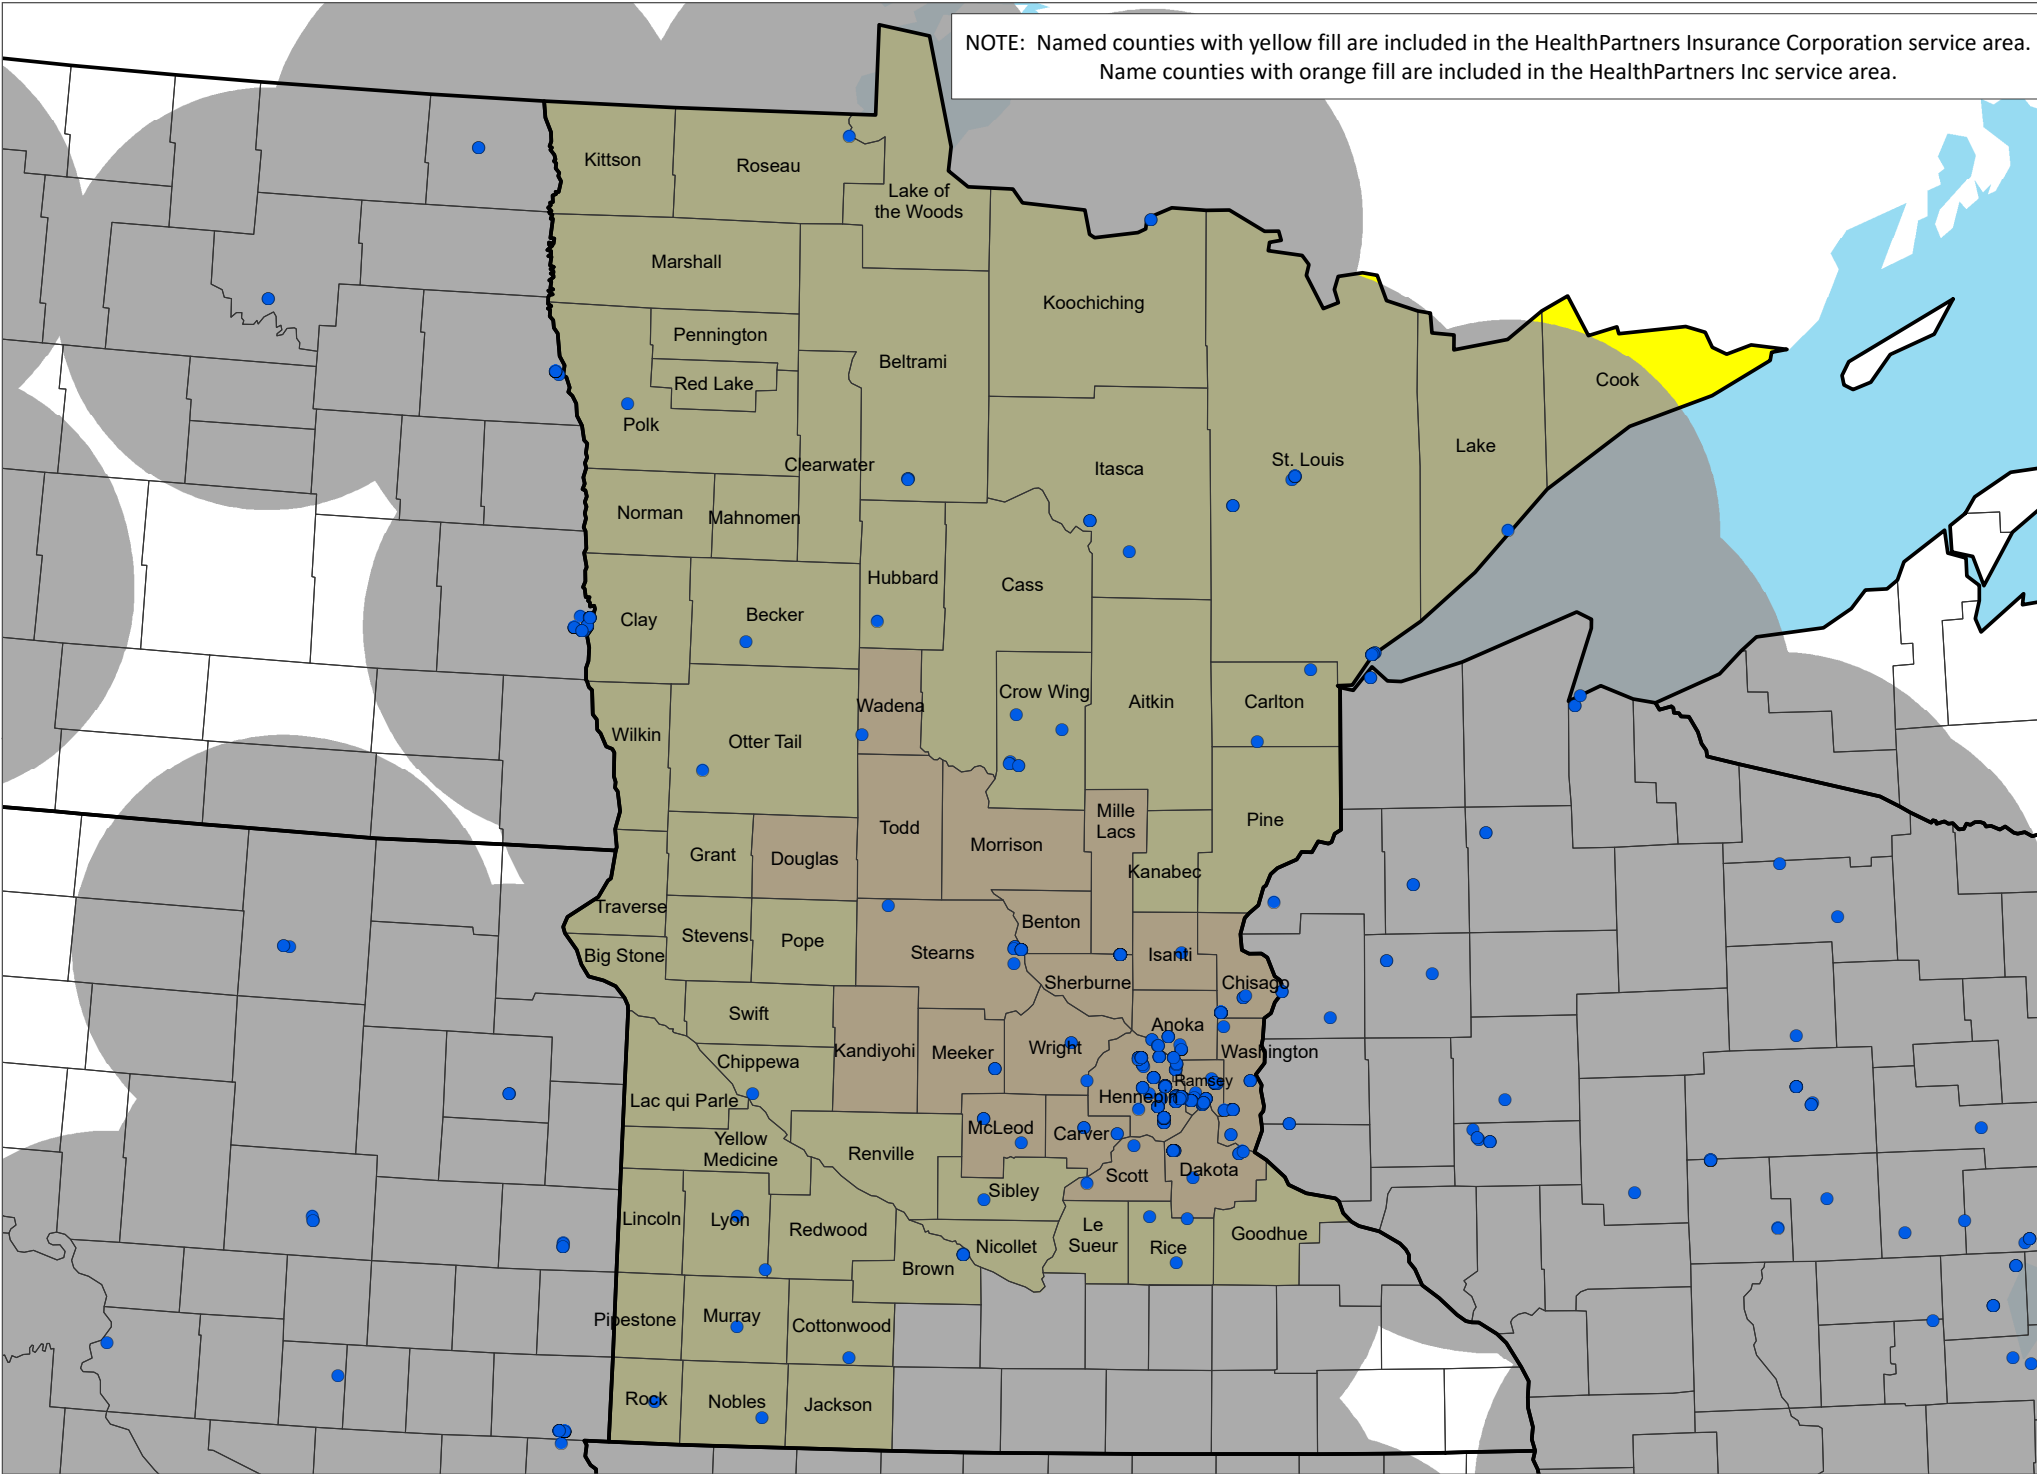 NOTE: Named counties with yellow fill are included in the HealthPartners Insurance Corporation service area.
Name counties with orange fill are included in the HealthPartners Inc service area.
Kittson
Roseau
Lake of
the Woods
Marshall
Koochiching
Pennington
Beltrami
Red Lake
Cook
Polk
Lake
St. Louis
Clearwater
Itasca
Norman
Mahnomen
Hubbard
Cass
Clay
Becker
Crow Wing
Wadena
Aitkin
Carlton
Wilkin
Otter Tail
Mille
Lacs
Pine
Todd
Morrison
Grant
Douglas
Kanabec
Traverse
Benton
Stevens
Pope
Stearns
Isanti
Big Stone
Sherburne
Chisago
Swift
Anoka
Kandiyohi
Meeker
Wright
Washington
Chippewa
Ramsey
Hennepin
Lac qui Parle
McLeod
Carver
Yellow
Medicine
Renville
Dakota
Scott
Sibley
Lincoln
Lyon
Redwood
Le
Sueur
Goodhue
Nicollet
Rice
Brown
Pipestone
Murray
Cottonwood
Rock
Nobles
Jackson